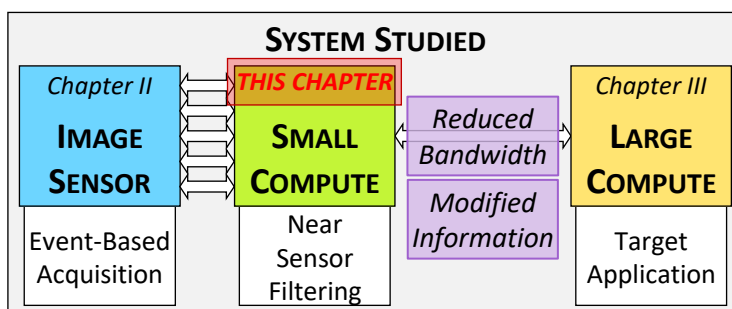 SYSTEM STUDIED
Chapter II
IMAGE
SENSOR
Event-Based
Acquisition
THIS CHAPTER
SMALL
COMPUTE
Near
Sensor
Filtering
Reduced
Bandwidth
Modified
Information
Chapter III
LARGE
COMPUTE
Target
Application